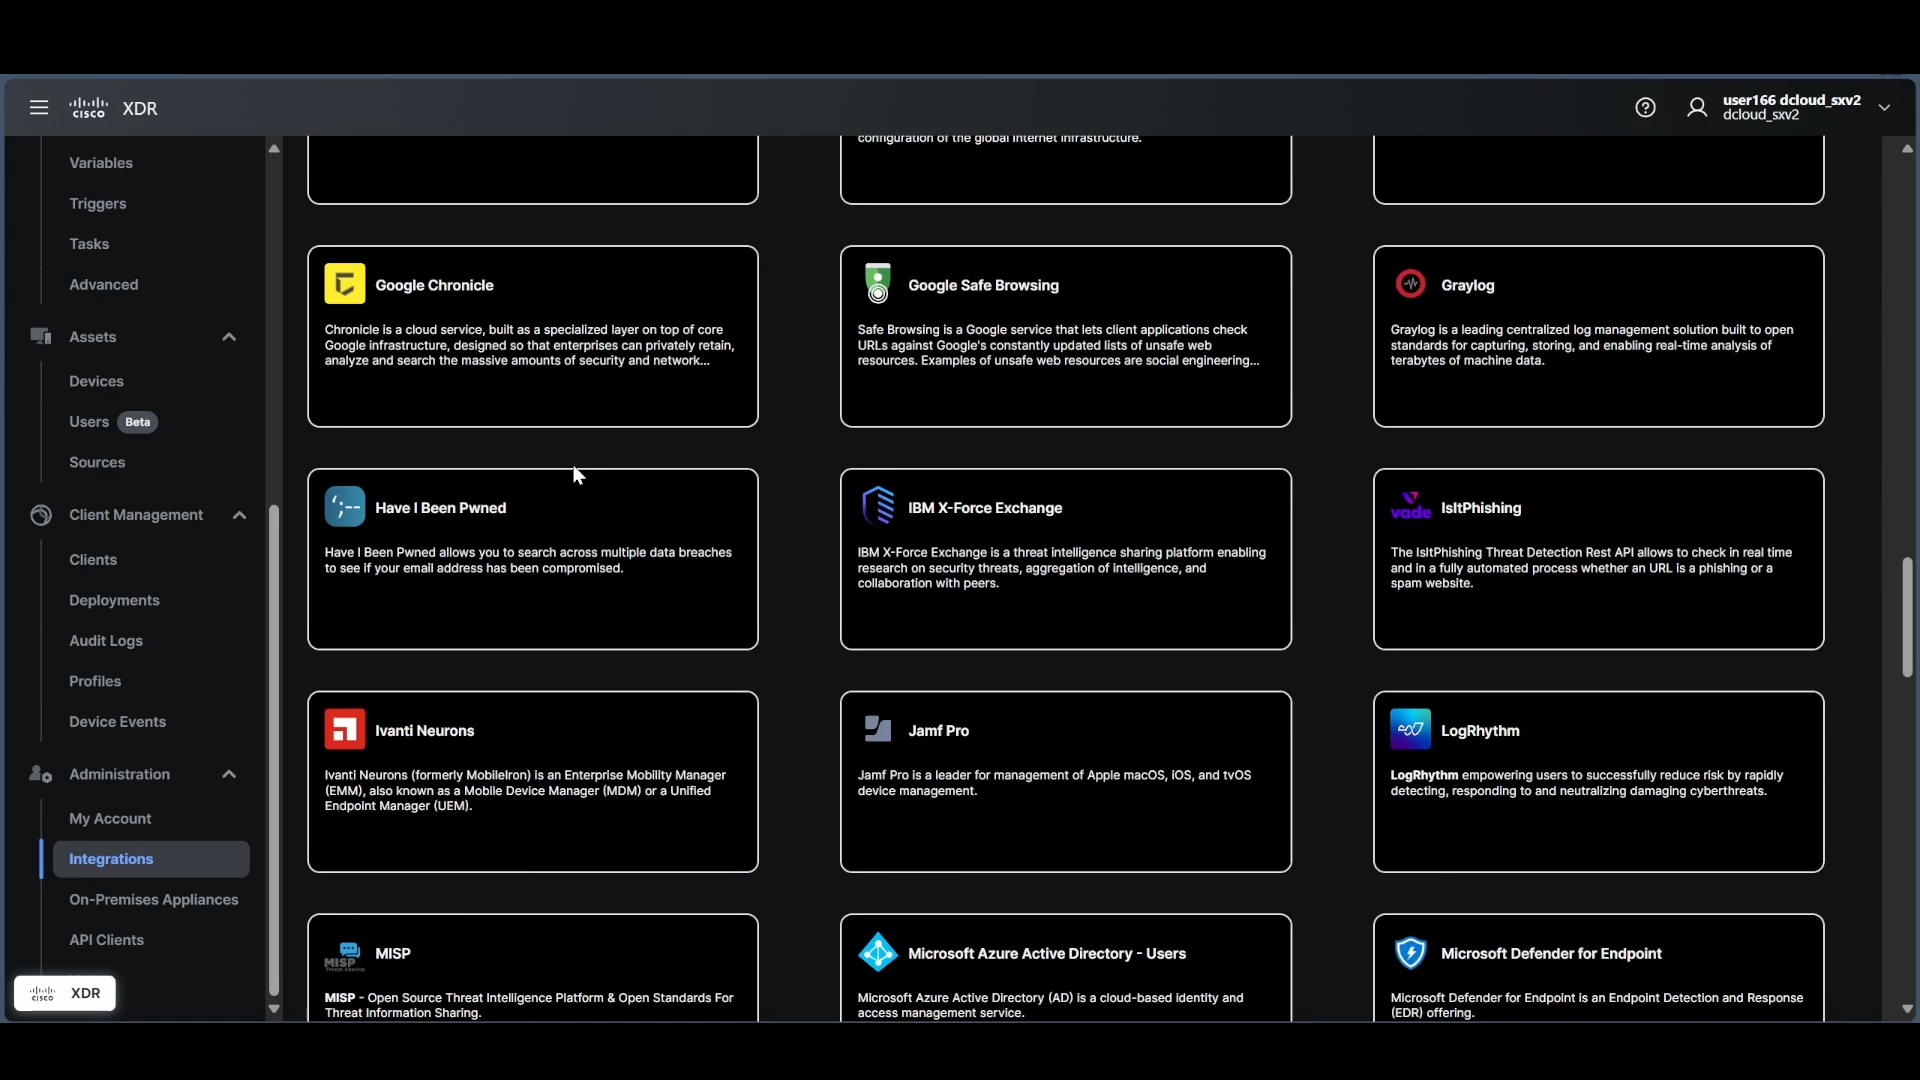 CISCO XDR
user166 dcloud_sxv2
dcloud_sxv2
Variables
Triggers
Tasks
Advanced
Assets
Devices
Users Beta
Sources
Client Management
Clients
Deployments
Audit Logs
Profiles
Device Events
Administration
My Account
Integrations
On-Premises Appliances
API Clients
CISCO XDR
configuration of the global internet infrastructure.
Google Chronicle
Chronicle is a cloud service, built as a specialized layer on top of core
Google infrastructure, designed so that enterprises can privately retain,
analyze and search the massive amounts of security and network...
Google Safe Browsing
Safe Browsing is a Google service that lets client applications check
URLs against Google's constantly updated lists of unsafe web
resources. Examples of unsafe web resources are social engineering...
Graylog
Graylog is a leading centralized log management solution built to open
standards for capturing, storing, and enabling real-time analysis of
terabytes of machine data.
Have I Been Pwned
Have I Been Pwned allows you to search across multiple data breaches
to see if your email address has been compromised.
IBM X-Force Exchange
IBM X-Force Exchange is a threat intelligence sharing platform enabling
research on security threats, aggregation of intelligence, and
collaboration with peers.
vade IsItPhishing
The IsItPhishing Threat Detection Rest API allows to check in real time
and in a fully automated process whether an URL is a phishing or a
spam website.
Ivanti Neurons
Ivanti Neurons (formerly MobileIron) is an Enterprise Mobility Manager
(EMM), also known as a Mobile Device Manager (MDM) or a Unified
Endpoint Manager (UEM).
Jamf Pro
Jamf Pro is a leader for management of Apple macOS, iOS, and tvOS
device management.
LogRhythm
LogRhythm empowering users to successfully reduce risk by rapidly
detecting, responding to and neutralizing damaging cyberthreats.
MISP
Threat Sharing
MISP
MISP - Open Source Threat Intelligence Platform & Open Standards For
Threat Information Sharing.
Microsoft Azure Active Directory - Users
Microsoft Azure Active Directory (AD) is a cloud-based identity and
access management service.
Microsoft Defender for Endpoint
Microsoft Defender for Endpoint is an Endpoint Detection and Response
(EDR) offering.